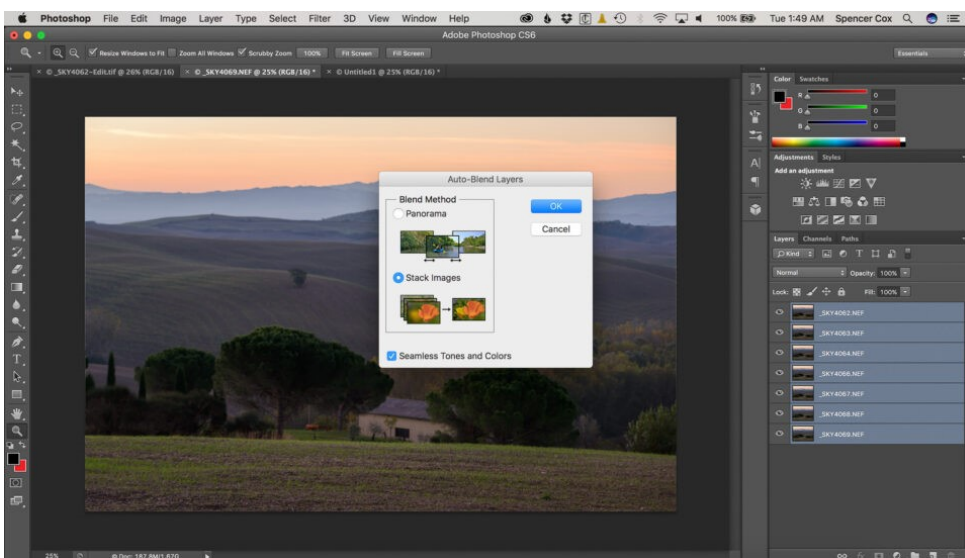 Photoshop File Edit Image Layer Type Select Filter 3D View Window Help 100% Tue 1:49 AM Spencer Cox
Adobe Photoshop CS6
Resize Windows to Fit Zoom All Windows Scrubby Zoom 100% Fit Screen Fill Screen Essentials
× © _SKY4062-Edit.tif @ 26% (RGB/16) × © _SKY4069.NEF @ 25% (RGB/16) * × © Untitled1 @ 25% (RGB/16) *
Color Swatches
R 0
G 0
B 0
Adjustments Styles
Add an adjustment
Auto-Blend Layers
Blend Method
Panorama
Stack Images
Seamless Tones and Colors
OK
Cancel
Layers Channels Paths
Kind
Normal Opacity: 100%
Lock: Fill: 100%
_SKY4062.NEF
_SKY4063.NEF
_SKY4064.NEF
_SKY4066.NEF
_SKY4067.NEF
_SKY4068.NEF
_SKY4069.NEF
25% Doc: 187.8M/1.67G